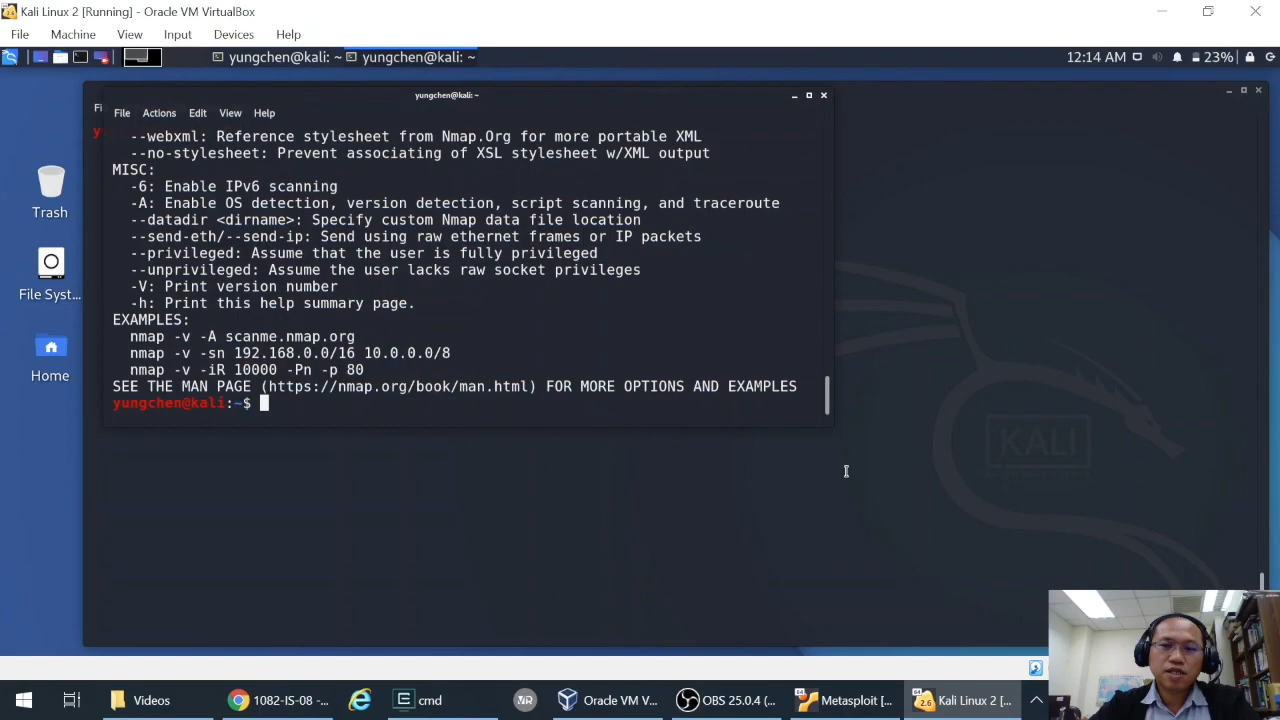 Kali Linux 2 [Running] - Oracle VM VirtualBox
File Machine View Input Devices Help
yungchen@kali: ~ yungchen@kali: ~ 12:14 AM 23%
yungchen@kali: ~
File Actions Edit View Help
--webxml: Reference stylesheet from Nmap.Org for more portable XML
--no-stylesheet: Prevent associating of XSL stylesheet w/XML output
MISC:
-6: Enable IPv6 scanning
-A: Enable OS detection, version detection, script scanning, and traceroute
--datadir <dirname>: Specify custom Nmap data file location
--send-eth/--send-ip: Send using raw ethernet frames or IP packets
--privileged: Assume that the user is fully privileged
--unprivileged: Assume the user lacks raw socket privileges
-V: Print version number
-h: Print this help summary page.
EXAMPLES:
nmap -v -A scanme.nmap.org
nmap -v -sn 192.168.0.0/16 10.0.0.0/8
nmap -v -iR 10000 -Pn -p 80
SEE THE MAN PAGE (https://nmap.org/book/man.html) FOR MORE OPTIONS AND EXAMPLES
yungchen@kali:~$
Fi
y
Trash
File Syst...
Home
KALI
Videos 1082-IS-08 -... cmd Oracle VM V... OBS 25.0.4 (... Metasploit [... Kali Linux 2 [...